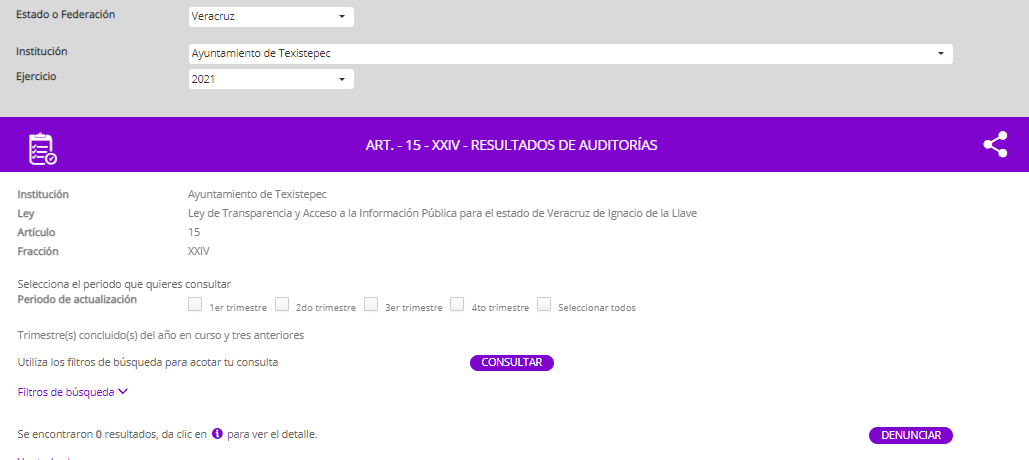 Estado o Federación Veracruz
Institución Ayuntamiento de Texistepec
Ejercicio 2021
ART. - 15 - XXIV - RESULTADOS DE AUDITORÍAS
Institución Ayuntamiento de Texistepec
Ley Ley de Transparencia y Acceso a la Información Pública para el estado de Veracruz de Ignacio de la Llave
Artículo 15
Fracción XXIV
Selecciona el periodo que quieres consultar
Periodo de actualización 1er trimestre 2do trimestre 3er trimestre 4to trimestre Seleccionar todos
Trimestre(s) concluido(s) del año en curso y tres anteriores
Utiliza los filtros de búsqueda para acotar tu consulta CONSULTAR
Filtros de búsqueda
Se encontraron 0 resultados, da clic en i para ver el detalle. DENUNCIAR